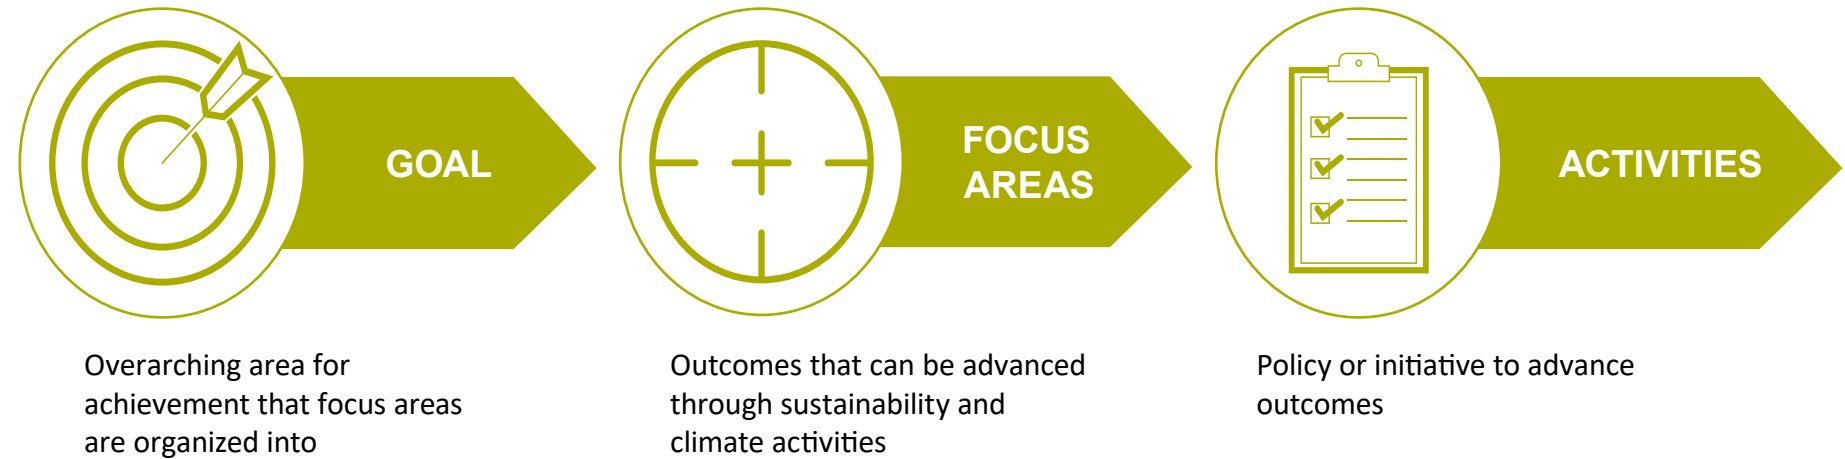 GOAL
Overarching area for
achievement that focus areas
are organized into
FOCUS
AREAS
Outcomes that can be advanced
through sustainability and
climate activities
ACTIVITIES
Policy or initiative to advance
outcomes